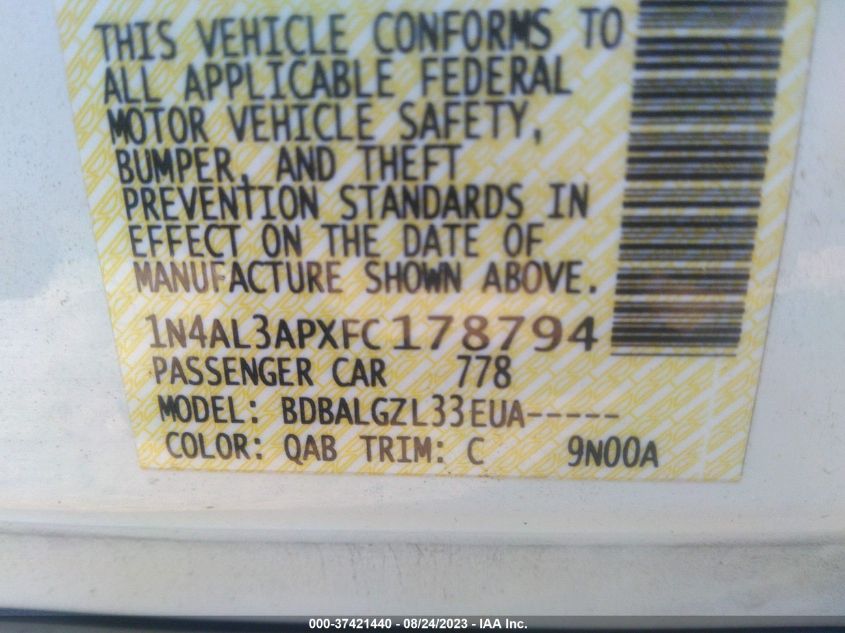 THIS VEHICLE CONFORMS TO
ALL APPLICABLE FEDERAL
MOTOR VEHICLE SAFETY,
BUMPER, AND THEFT
PREVENTION STANDARDS IN
EFFECT ON THE DATE OF
MANUFACTURE SHOWN ABOVE.
1N4AL3APXFC178794
PASSENGER CAR 778
MODEL: BDBALGZL33EUA-----
COLOR: QAB TRIM: C 9N00A
000-37421440 - 08/24/2023 - IAA Inc.